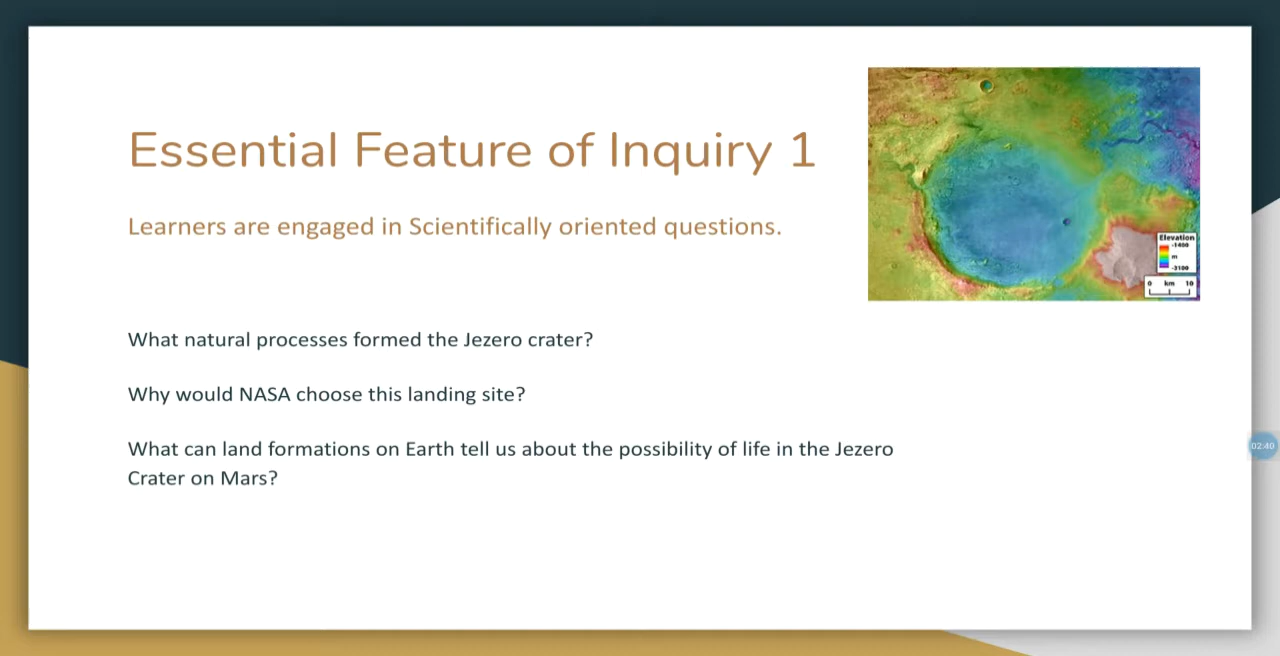 Essential Feature of Inquiry 1
Learners are engaged in Scientifically oriented questions.
Elevation
-1400
m
-3100
0 km 10
What natural processes formed the Jezero crater?
Why would NASA choose this landing site?
What can land formations on Earth tell us about the possibility of life in the Jezero
Crater on Mars?
02:40